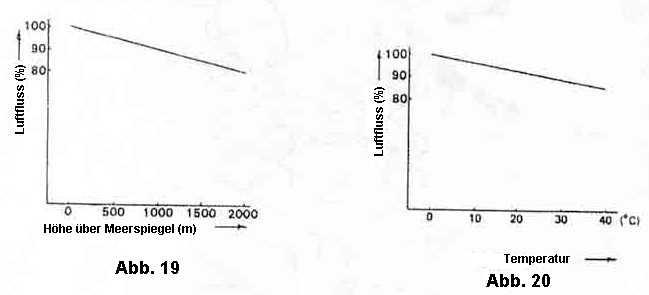 100
90
80
Luftfluss (%)
0 500 1000 1500 2000
Höhe über Meerspiegel (m)
Abb. 19
100
90
80
Luftfluss (%)
0 10 20 30 40 (°C)
Temperatur
Abb. 20